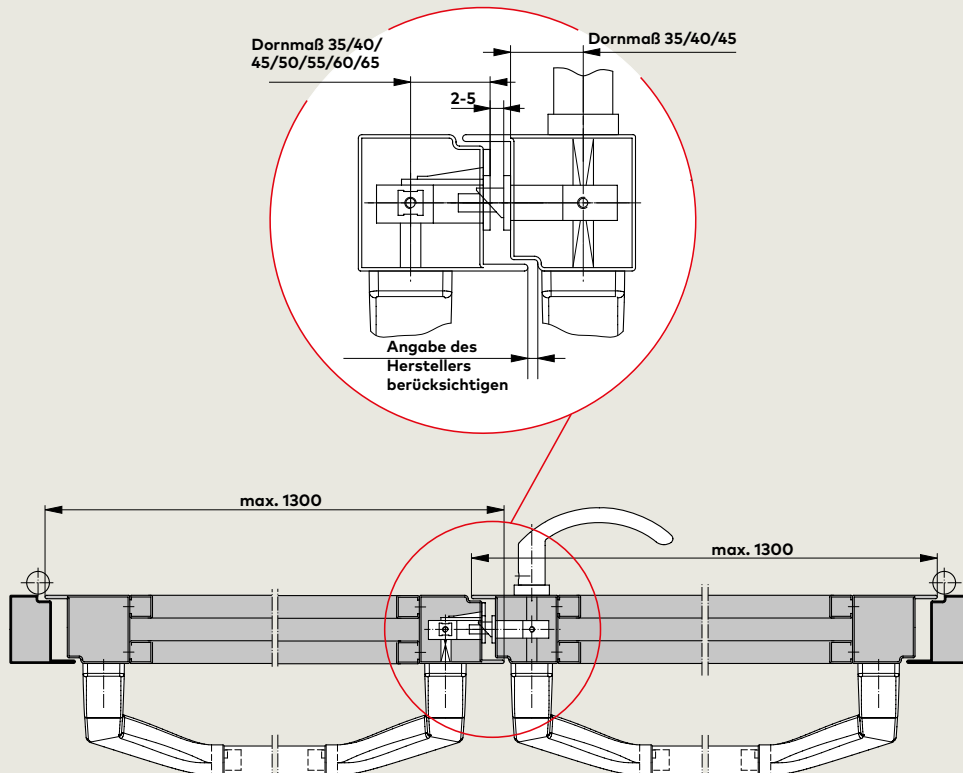 Dornmaß 35/40/
45/50/55/60/65
Dornmaß 35/40/45
2-5
Angabe des
Herstellers
berücksichtigen
max. 1300
max. 1300